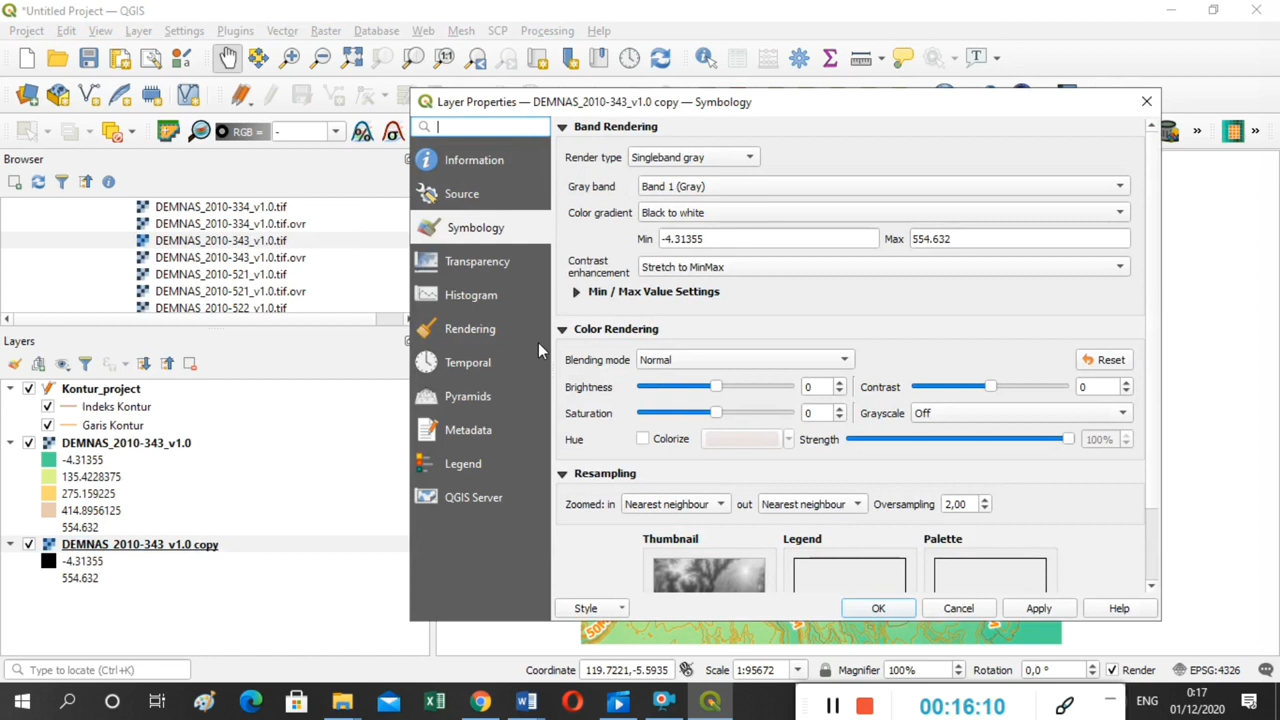 *Untitled Project — QGIS
Project Edit View Layer Settings Plugins Vector Raster Database Web Mesh SCP Processing Help
RGB = -
Browser
DEMNAS_2010-334_v1.0.tif
DEMNAS_2010-334_v1.0.tif.ovr
DEMNAS_2010-343_v1.0.tif
DEMNAS_2010-343_v1.0.tif.ovr
DEMNAS_2010-521_v1.0.tif
DEMNAS_2010-521_v1.0.tif.ovr
DEMNAS_2010-522_v1.0.tif
Layers
Kontur_project
Indeks Kontur
Garis Kontur
DEMNAS_2010-343_v1.0
-4.31355
135.4228375
275.159225
414.8956125
554.632
DEMNAS_2010-343_v1.0 copy
-4.31355
554.632
Layer Properties — DEMNAS_2010-343_v1.0 copy — Symbology
Information
Source
Symbology
Transparency
Histogram
Rendering
Temporal
Pyramids
Metadata
Legend
QGIS Server
Band Rendering
Render type Singleband gray
Gray band Band 1 (Gray)
Color gradient Black to white
Min -4.31355 Max 554.632
Contrast enhancement Stretch to MinMax
Min / Max Value Settings
Color Rendering
Blending mode Normal Reset
Brightness 0 Contrast 0
Saturation 0 Grayscale Off
Hue Colorize Strength 100%
Resampling
Zoomed: in Nearest neighbour out Nearest neighbour Oversampling 2,00
Thumbnail Legend Palette
Style OK Cancel Apply Help
Type to locate (Ctrl+K) Coordinate 119.7221,-5.5935 Scale 1:95672 Magnifier 100% Rotation 0,0 ° Render EPSG:4326
00:16:10
ENG 0:17
01/12/2020